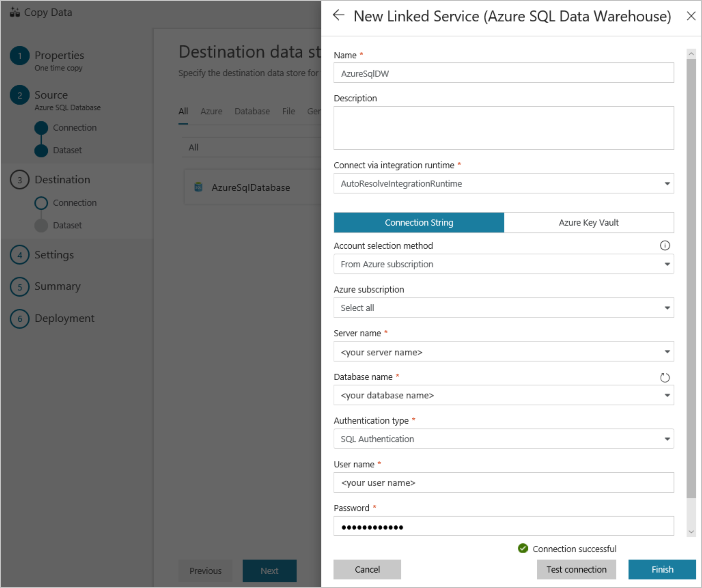 Copy Data
1 Properties
One time copy
2 Source
Azure SQL Database
Connection
Dataset
3 Destination
Connection
Dataset
4 Settings
5 Summary
6 Deployment
Destination data st
Specify the destination data store for
All Azure Database File Ger
All
AzureSqlDatabase
Previous Next
New Linked Service (Azure SQL Data Warehouse)
Name *
AzureSqlDW
Description
Connect via integration runtime *
AutoResolveIntegrationRuntime
Connection String Azure Key Vault
Account selection method
From Azure subscription
Azure subscription
Select all
Server name *
<your server name>
Database name *
<your database name>
Authentication type *
SQL Authentication
User name *
<your user name>
Password *
••••••••••••
Connection successful
Cancel Test connection Finish